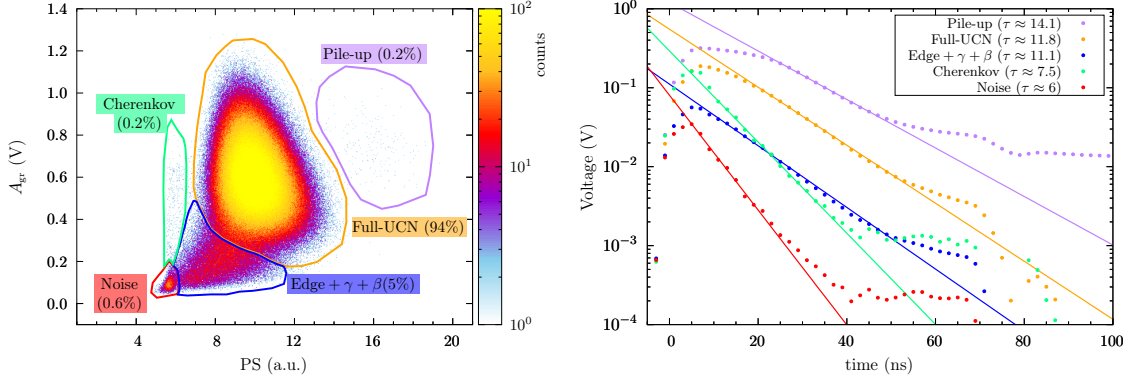 1.4
1.2
1.0
0.8
0.6
0.4
0.2
0.0
A_gr (V)
4
8
12
16
20
PS (a.u.)
Pile-up (0.2%)
Cherenkov
(0.2%)
Full-UCN (94%)
Noise
(0.6%)
Edge + γ + β(5%)
10^2
10^1
10^0
counts
10^0
10^-1
10^-2
10^-3
10^-4
Voltage (V)
0
20
40
60
80
100
time (ns)
Pile-up (τ ≈ 14.1)
Full-UCN (τ ≈ 11.8)
Edge + γ + β (τ ≈ 11.1)
Cherenkov (τ ≈ 7.5)
Noise (τ ≈ 6)